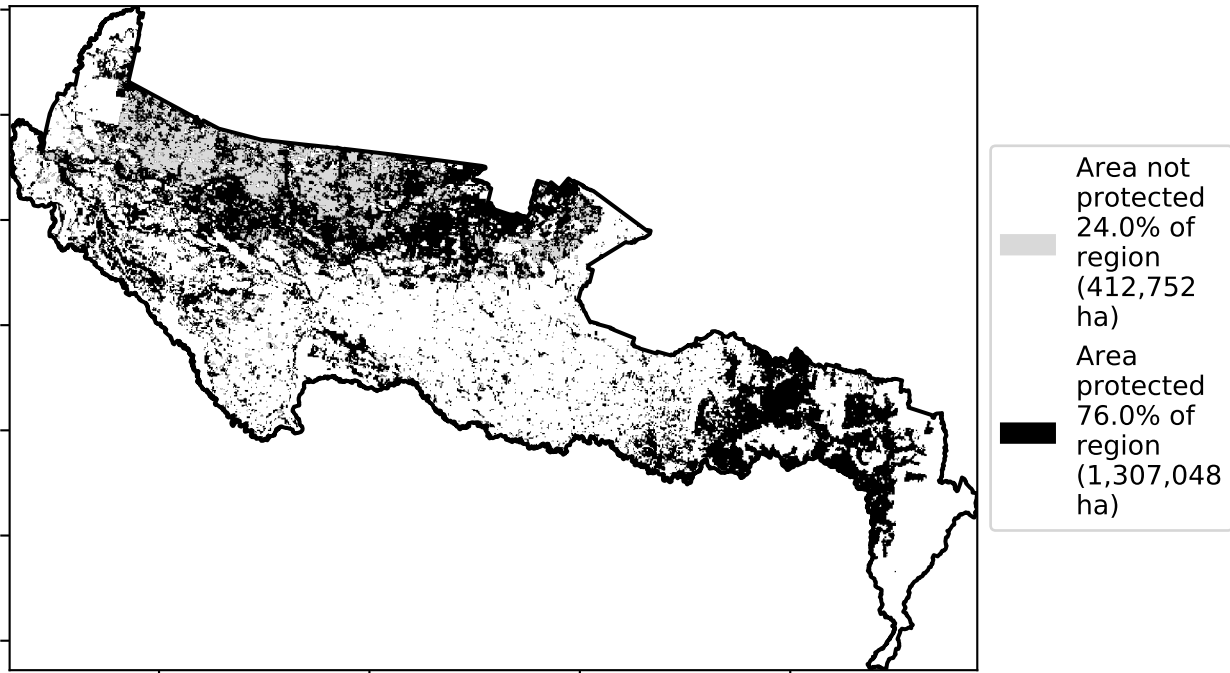 Area not
protected
24.0% of
region
(412,752
ha)
Area
protected
76.0% of
region
(1,307,048
ha)